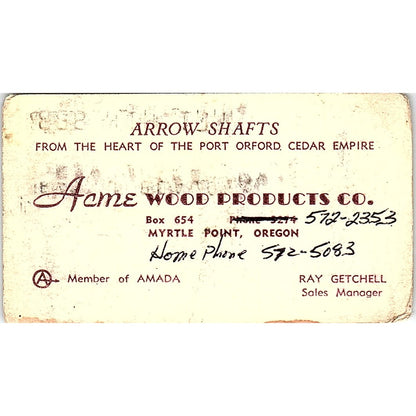 ARROW SHAFTS
FROM THE HEART OF THE PORT ORFORD, CEDAR EMPIRE
Acme WOOD PRODUCTS CO.
Box 654 Phone 5274 572-2353
MYRTLE POINT, OREGON
Home Phone 572-5083
A Member of AMADA RAY GETCHELL
Sales Manager